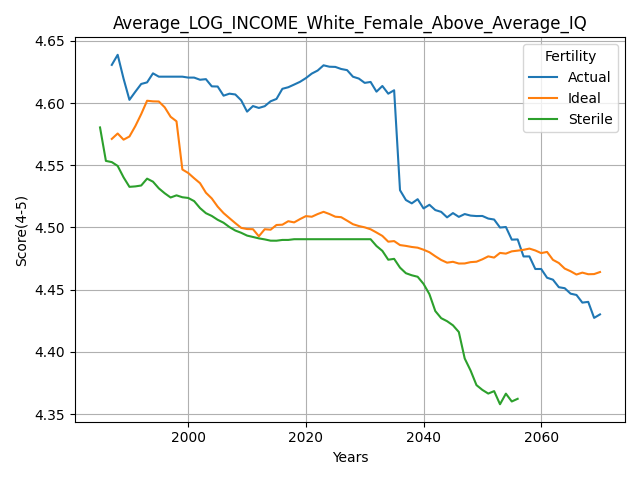 Average_LOG_INCOME_White_Female_Above_Average_IQ
Fertility
Actual
Ideal
Sterile
Score(4-5)
4.65
4.60
4.55
4.50
4.45
4.40
4.35
2000
2020
2040
2060
Years